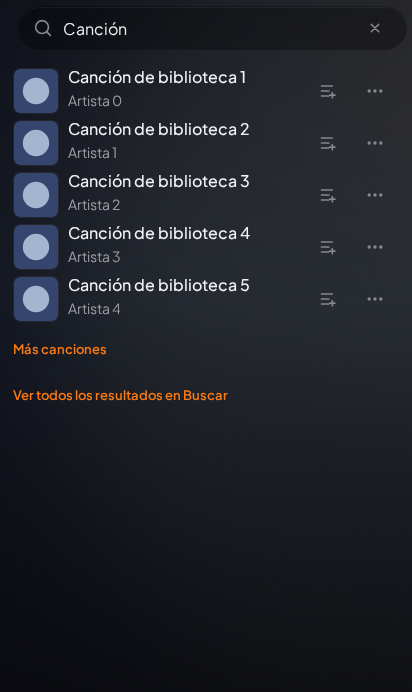 Canción
Canción de biblioteca 1
Artista 0
Canción de biblioteca 2
Artista 1
Canción de biblioteca 3
Artista 2
Canción de biblioteca 4
Artista 3
Canción de biblioteca 5
Artista 4
Más canciones
Ver todos los resultados en Buscar